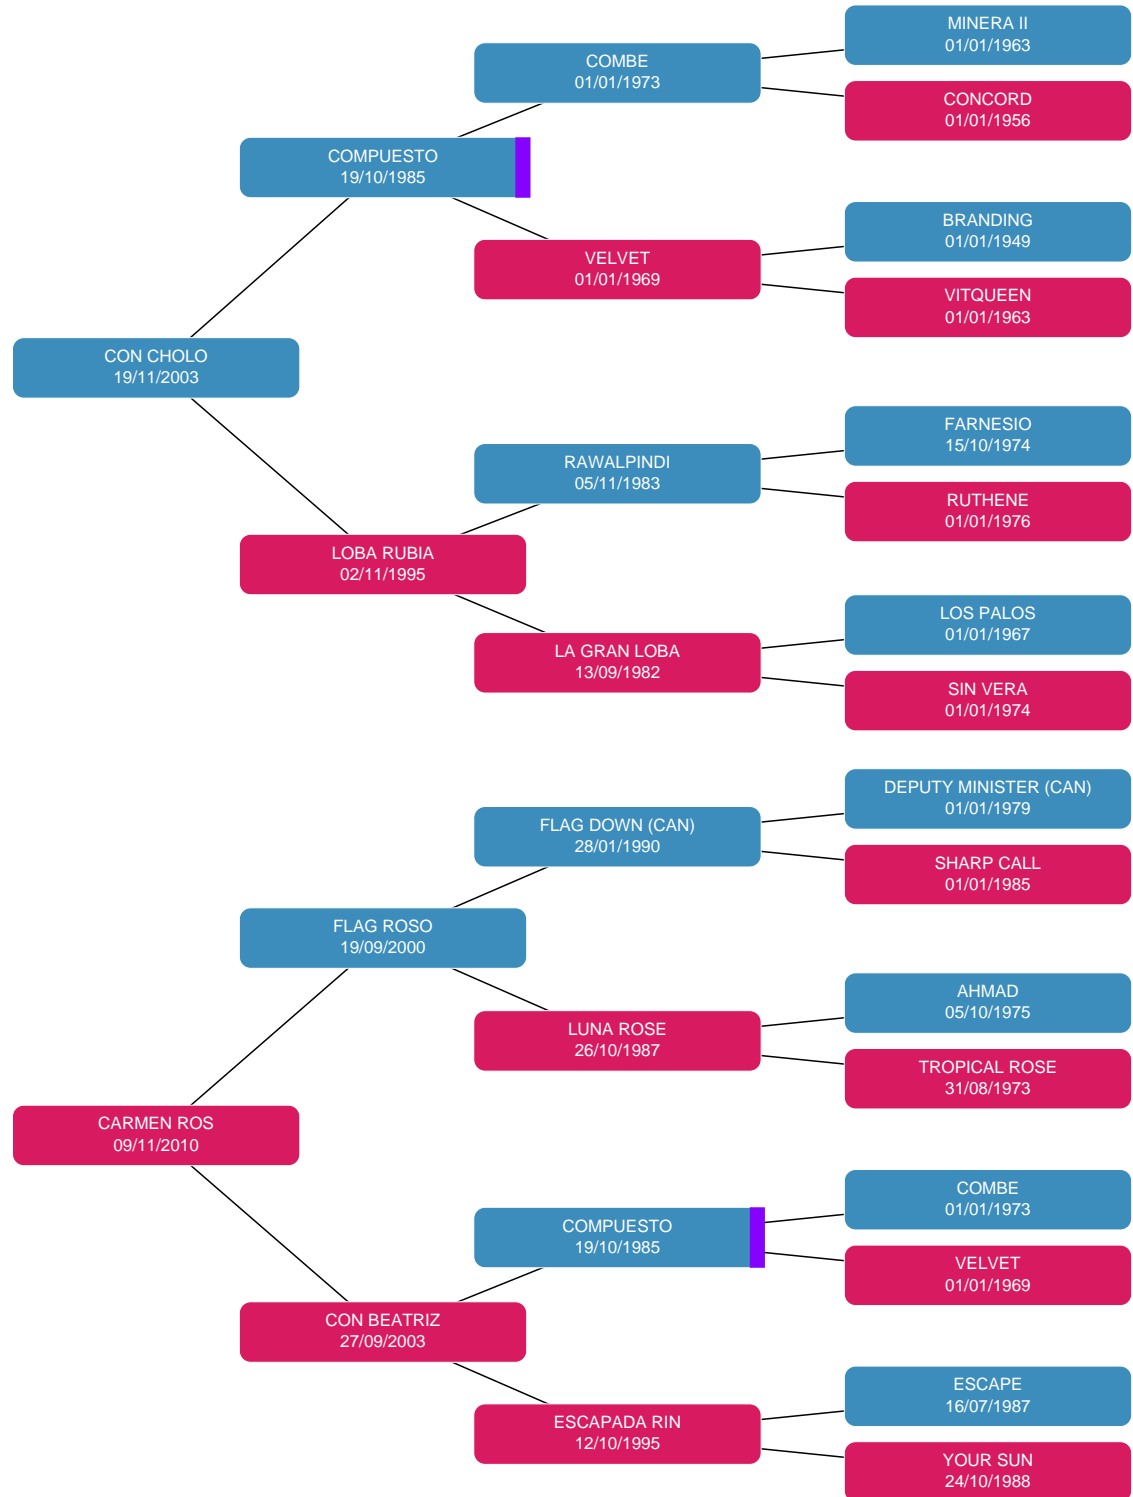 MINERA II
01/01/1963
COMBE
01/01/1973
CONCORD
01/01/1956
COMPUESTO
19/10/1985
BRANDING
01/01/1949
VELVET
01/01/1969
VITQUEEN
01/01/1963
CON CHOLO
19/11/2003
FARNESIO
15/10/1974
RAWALPINDI
05/11/1983
RUTHENE
01/01/1976
LOBA RUBIA
02/11/1995
LOS PALOS
01/01/1967
LA GRAN LOBA
13/09/1982
SIN VERA
01/01/1974
DEPUTY MINISTER (CAN)
01/01/1979
FLAG DOWN (CAN)
28/01/1990
SHARP CALL
01/01/1985
FLAG ROSO
19/09/2000
AHMAD
05/10/1975
LUNA ROSE
26/10/1987
TROPICAL ROSE
31/08/1973
CARMEN ROS
09/11/2010
COMBE
01/01/1973
COMPUESTO
19/10/1985
VELVET
01/01/1969
CON BEATRIZ
27/09/2003
ESCAPE
16/07/1987
ESCAPADA RIN
12/10/1995
YOUR SUN
24/10/1988